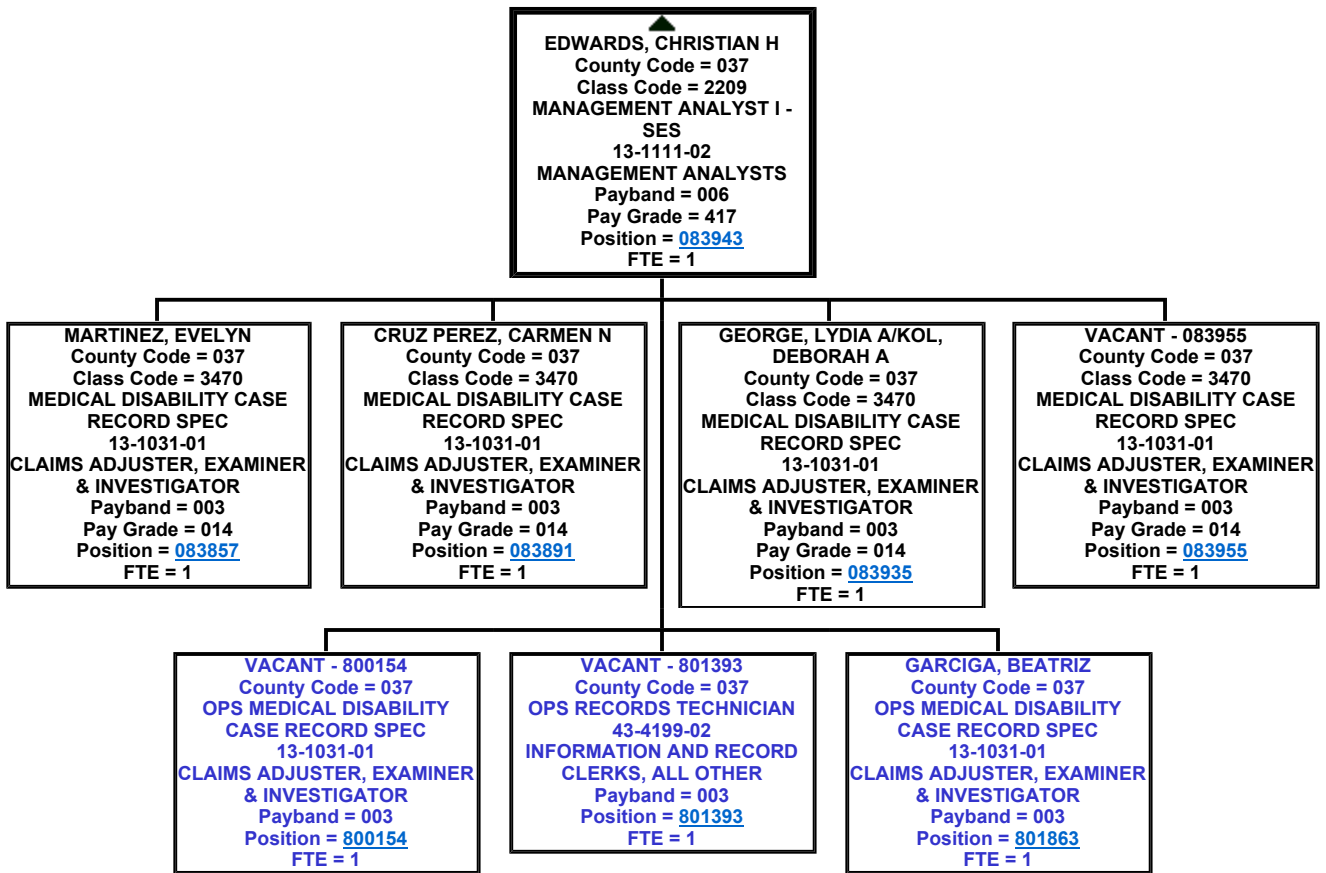 EDWARDS, CHRISTIAN H
County Code = 037
Class Code = 2209
MANAGEMENT ANALYST I -
SES
13-1111-02
MANAGEMENT ANALYSTS
Payband = 006
Pay Grade = 417
Position = 083943
FTE = 1
MARTINEZ, EVELYN
County Code = 037
Class Code = 3470
MEDICAL DISABILITY CASE
RECORD SPEC
13-1031-01
CLAIMS ADJUSTER, EXAMINER
& INVESTIGATOR
Payband = 003
Pay Grade = 014
Position = 083857
FTE = 1
CRUZ PEREZ, CARMEN N
County Code = 037
Class Code = 3470
MEDICAL DISABILITY CASE
RECORD SPEC
13-1031-01
CLAIMS ADJUSTER, EXAMINER
& INVESTIGATOR
Payband = 003
Pay Grade = 014
Position = 083891
FTE = 1
GEORGE, LYDIA A/KOL,
DEBORAH A
County Code = 037
Class Code = 3470
MEDICAL DISABILITY CASE
RECORD SPEC
13-1031-01
CLAIMS ADJUSTER, EXAMINER
& INVESTIGATOR
Payband = 003
Pay Grade = 014
Position = 083935
FTE = 1
VACANT - 083955
County Code = 037
Class Code = 3470
MEDICAL DISABILITY CASE
RECORD SPEC
13-1031-01
CLAIMS ADJUSTER, EXAMINER
& INVESTIGATOR
Payband = 003
Pay Grade = 014
Position = 083955
FTE = 1
VACANT - 800154
County Code = 037
OPS MEDICAL DISABILITY
CASE RECORD SPEC
13-1031-01
CLAIMS ADJUSTER, EXAMINER
& INVESTIGATOR
Payband = 003
Position = 800154
FTE = 1
VACANT - 801393
County Code = 037
OPS RECORDS TECHNICIAN
43-4199-02
INFORMATION AND RECORD
CLERKS, ALL OTHER
Payband = 003
Position = 801393
FTE = 1
GARCIGA, BEATRIZ
County Code = 037
OPS MEDICAL DISABILITY
CASE RECORD SPEC
13-1031-01
CLAIMS ADJUSTER, EXAMINER
& INVESTIGATOR
Payband = 003
Position = 801863
FTE = 1